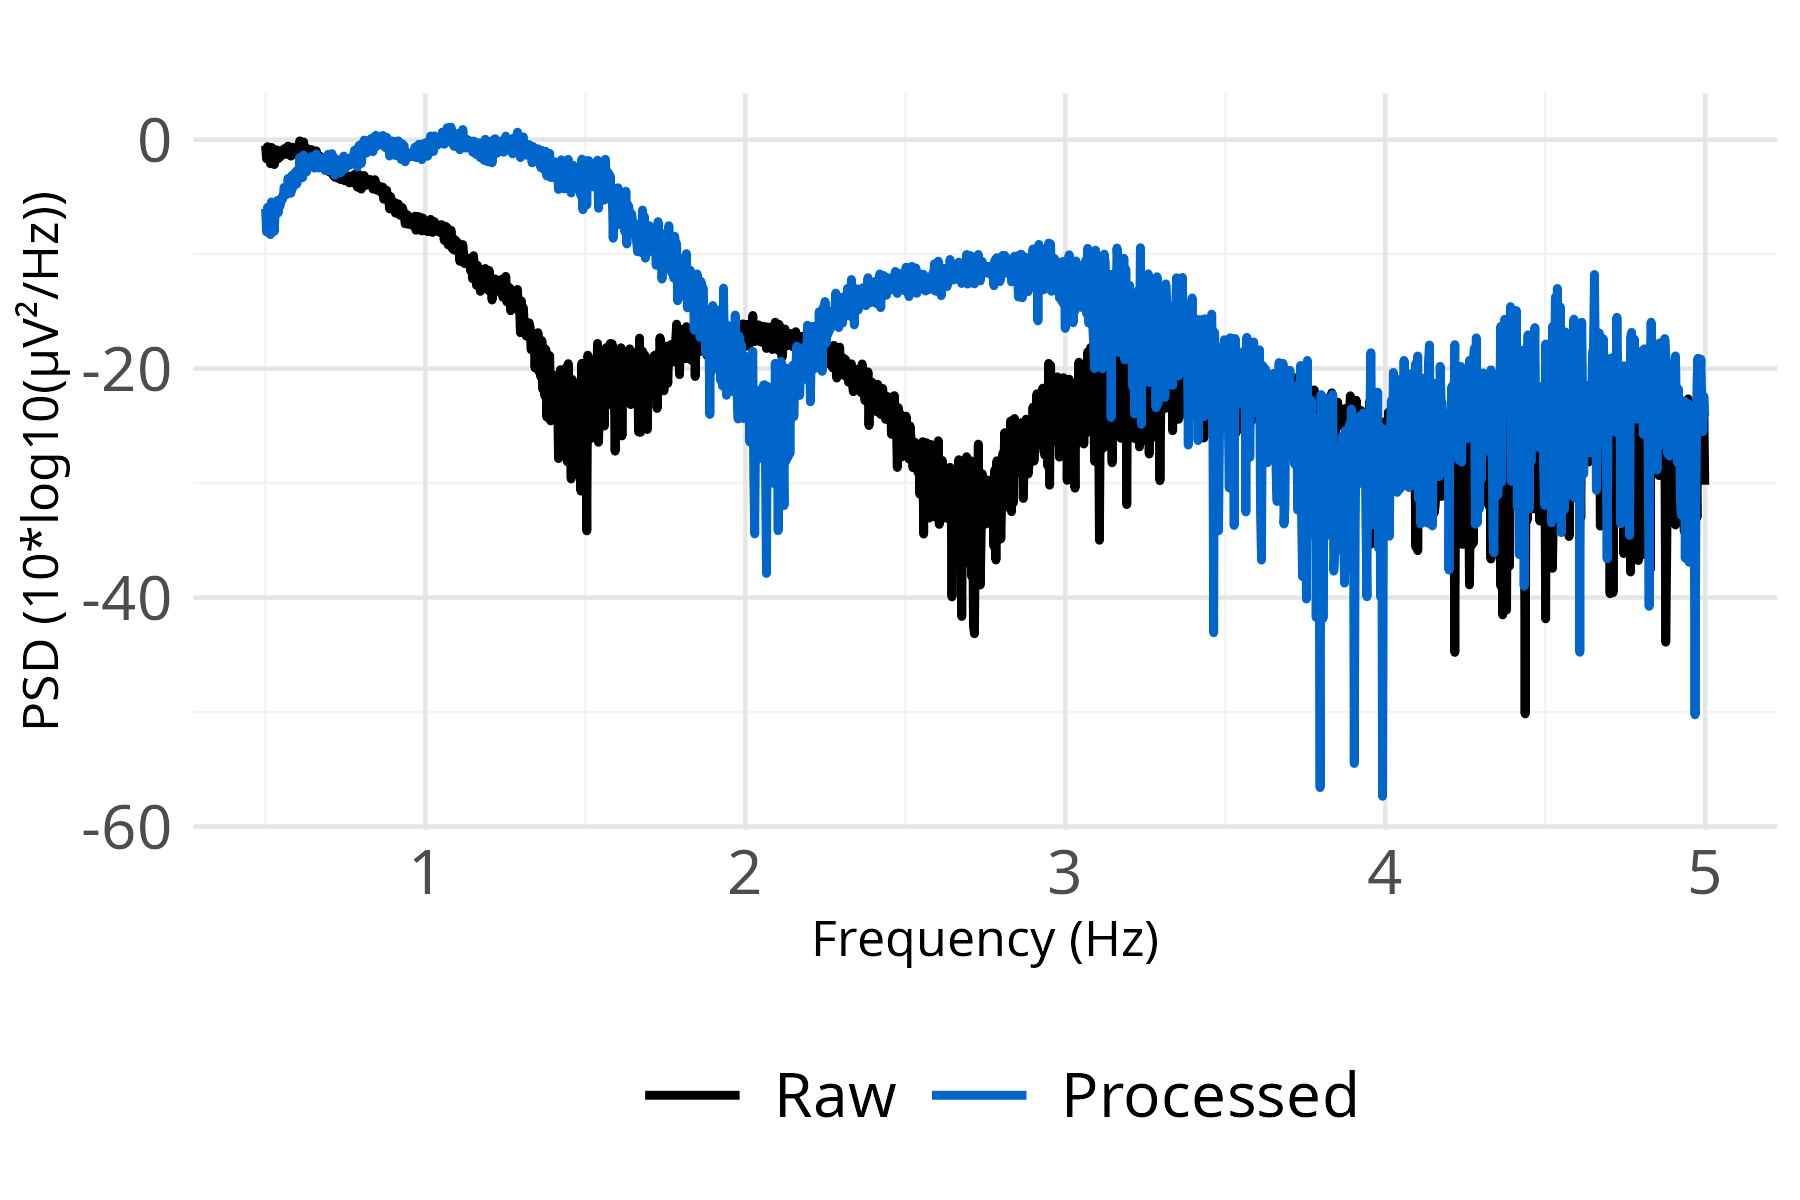 0
-20
-40
-60
PSD (10*log10(µV²/Hz))
1 2 3 4 5
Frequency (Hz)
Raw Processed